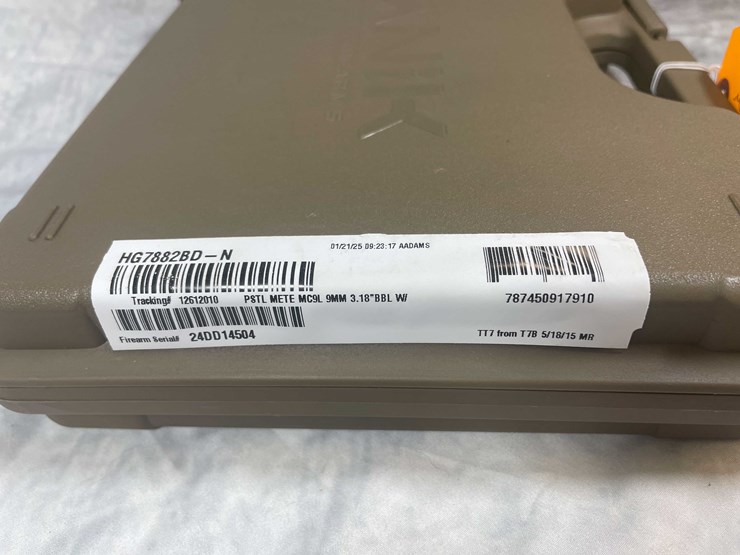 HG7882BD-N
01/21/25 09:23:17 AADAMS
Tracking# 12612010 PSTL METE MC9L 9MM 3.18"BBL W/
787450917910
Firearm Serial# 24DD14504
TT7 from T7B 5/18/15 MR